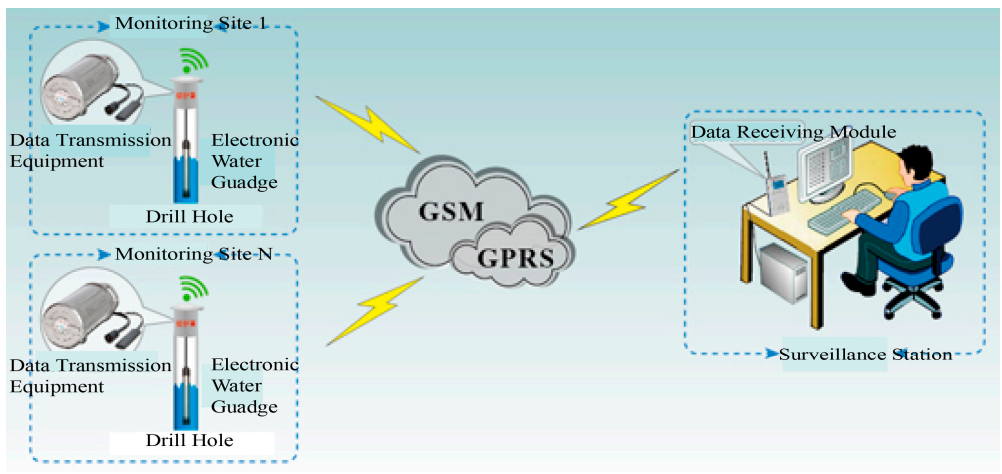 Monitoring Site 1
Data Transmission
Equipment
Electronic
Water
Guadge
Drill Hole
Monitoring Site N
Data Transmission
Equipment
Electronic
Water
Guadge
Drill Hole
GSM
GPRS
Data Receiving Module
Surveillance Station